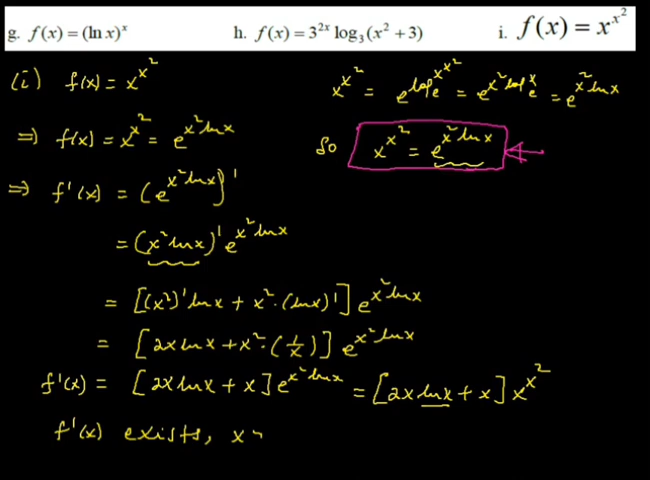 g. f(x) = (ln x)^x h. f(x) = 3^{2x} log_3(x^2 + 3) i. f(x) = x^{x^2}
(i) f(x) = x^{x^2}
x^{x^2} = e^{log_e x^{x^2}} = e^{x^2 log_e x} = e^{x^2 ln x}
⇒ f(x) = x^{x^2} = e^{x^2 ln x}
So x^{x^2} = e^{x^2 ln x} ←
⇒ f'(x) = (e^{x^2 ln x})'
= (x^2 ln x)' e^{x^2 ln x}
= [(x^2)' ln x + x^2 · (ln x)'] e^{x^2 ln x}
= [2x ln x + x^2 · (1/x)] e^{x^2 ln x}
f'(x) = [2x ln x + x] e^{x^2 ln x} = [2x ln x + x] x^{x^2}
f'(x) exists, x